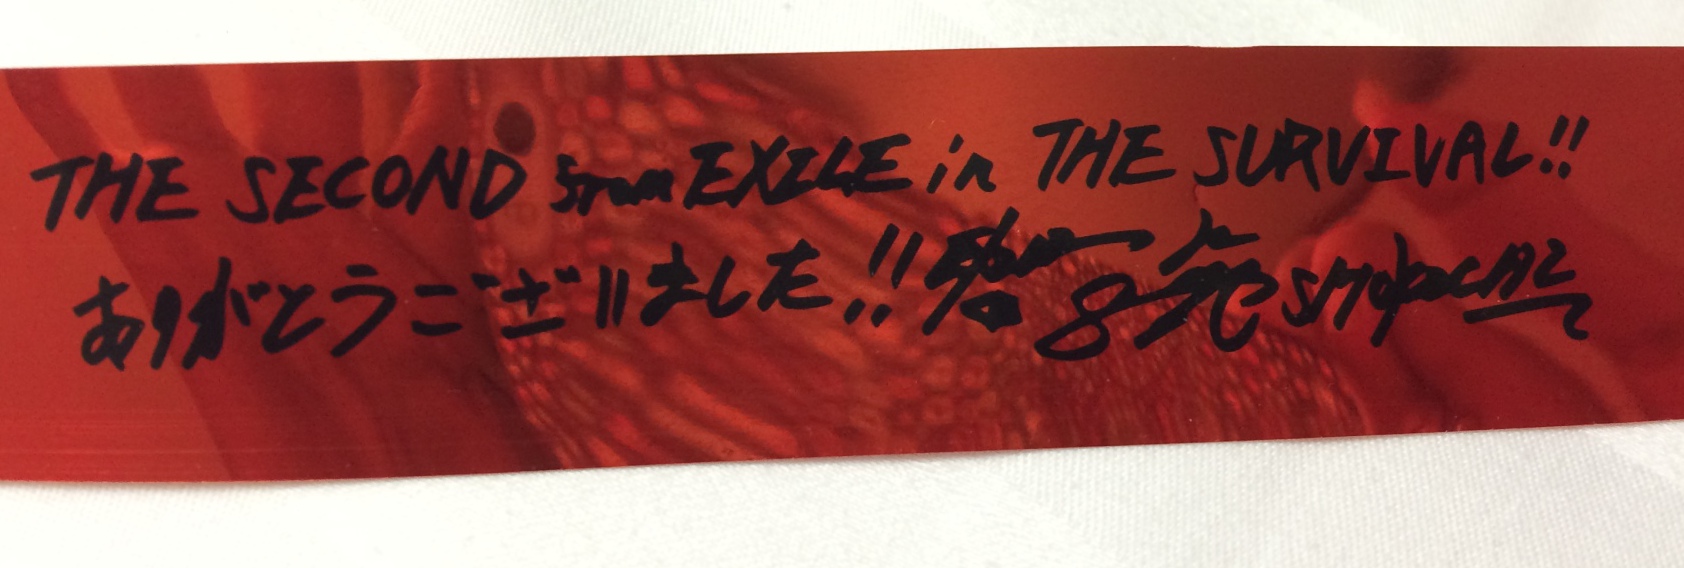 THE SECOND from EXILE in THE SURVIVAL!!
ありがとうございました!!